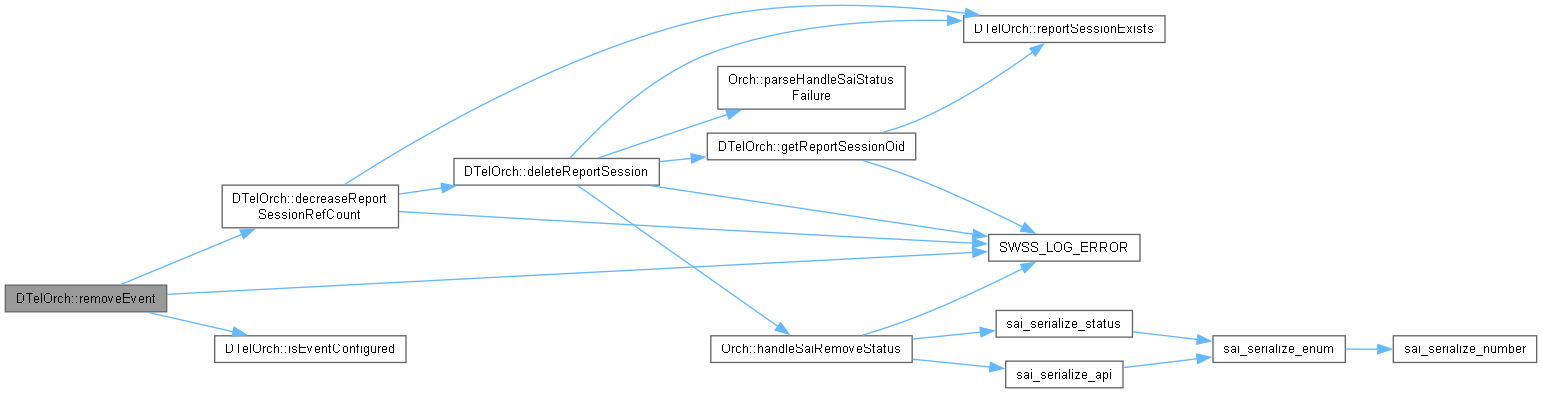 DTelOrch::removeEvent
DTelOrch::decreaseReport
SessionRefCount
DTelOrch::isEventConfigured
DTelOrch::deleteReportSession
Orch::parseHandleSaiStatus
Failure
DTelOrch::getReportSessionOid
Orch::handleSaiRemoveStatus
DTelOrch::reportSessionExists
SWSS_LOG_ERROR
sai_serialize_status
sai_serialize_api
sai_serialize_enum
sai_serialize_number